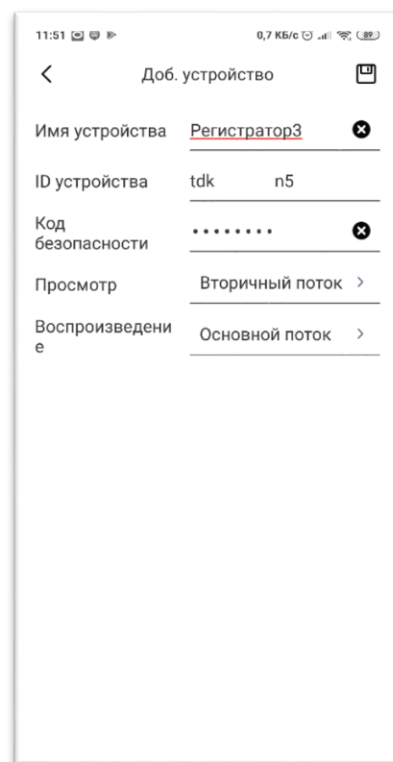 11:51 0,7 КБ/с 89
Доб. устройство
Имя устройства Регистратор3
ID устройства tdk n5
Код
безопасности ••••••••
Просмотр Вторичный поток
Воспроизведени
е Основной поток